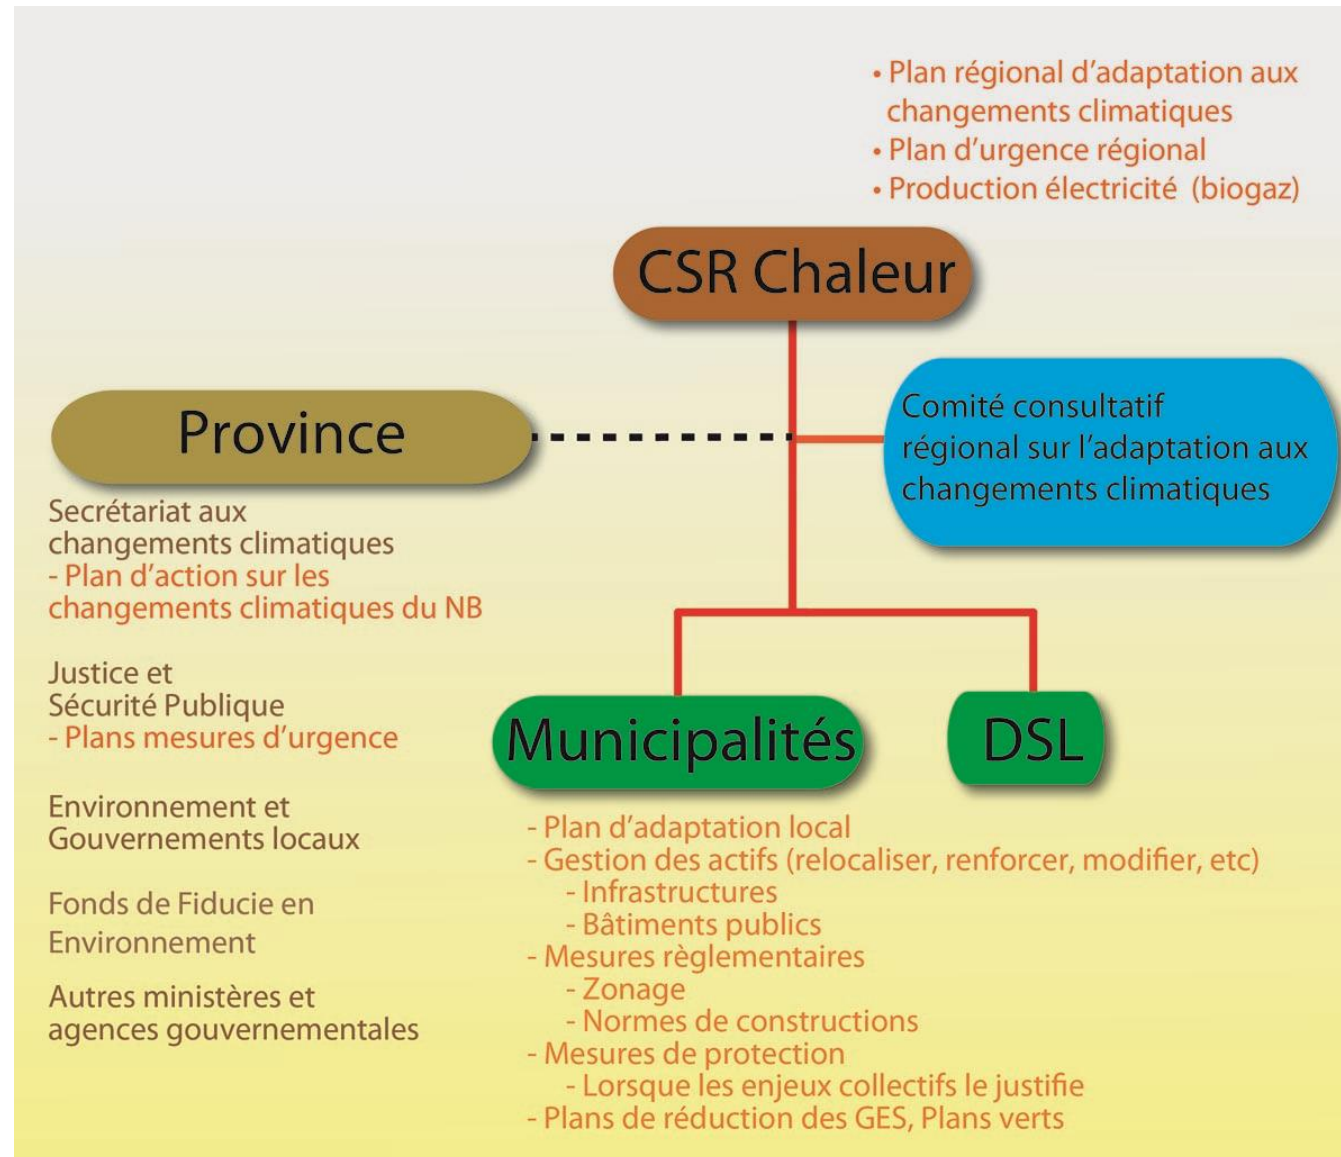 • Plan régional d'adaptation aux
changements climatiques
• Plan d'urgence régional
• Production électricité (biogaz)
CSR Chaleur
Province
Comité consultatif
régional sur l'adaptation aux
changements climatiques
Secrétariat aux
changements climatiques
- Plan d'action sur les
changements climatiques du NB
Justice et
Sécurité Publique
- Plans mesures d'urgence
Environnement et
Gouvernements locaux
Fonds de Fiducie en
Environnement
Autres ministères et
agences gouvernementales
Municipalités
DSL
- Plan d'adaptation local
- Gestion des actifs (relocaliser, renforcer, modifier, etc)
- Infrastructures
- Bâtiments publics
- Mesures règlementaires
- Zonage
- Normes de constructions
- Mesures de protection
- Lorsque les enjeux collectifs le justifie
- Plans de réduction des GES, Plans verts